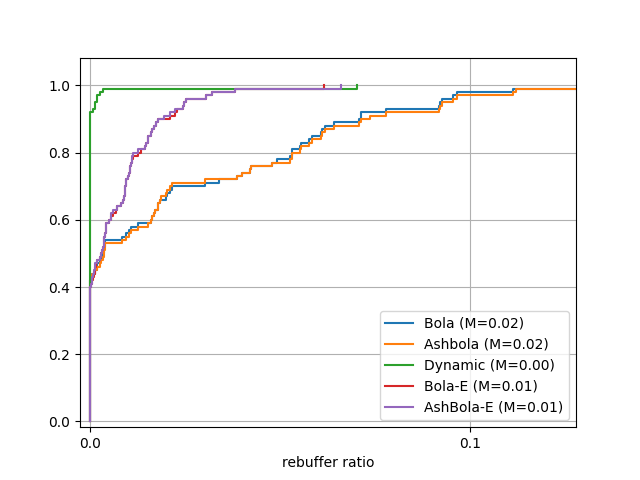 1.0
0.8
0.6
0.4
0.2
0.0
0.0 0.1
rebuffer ratio
Bola (M=0.02)
Ashbola (M=0.02)
Dynamic (M=0.00)
Bola-E (M=0.01)
AshBola-E (M=0.01)